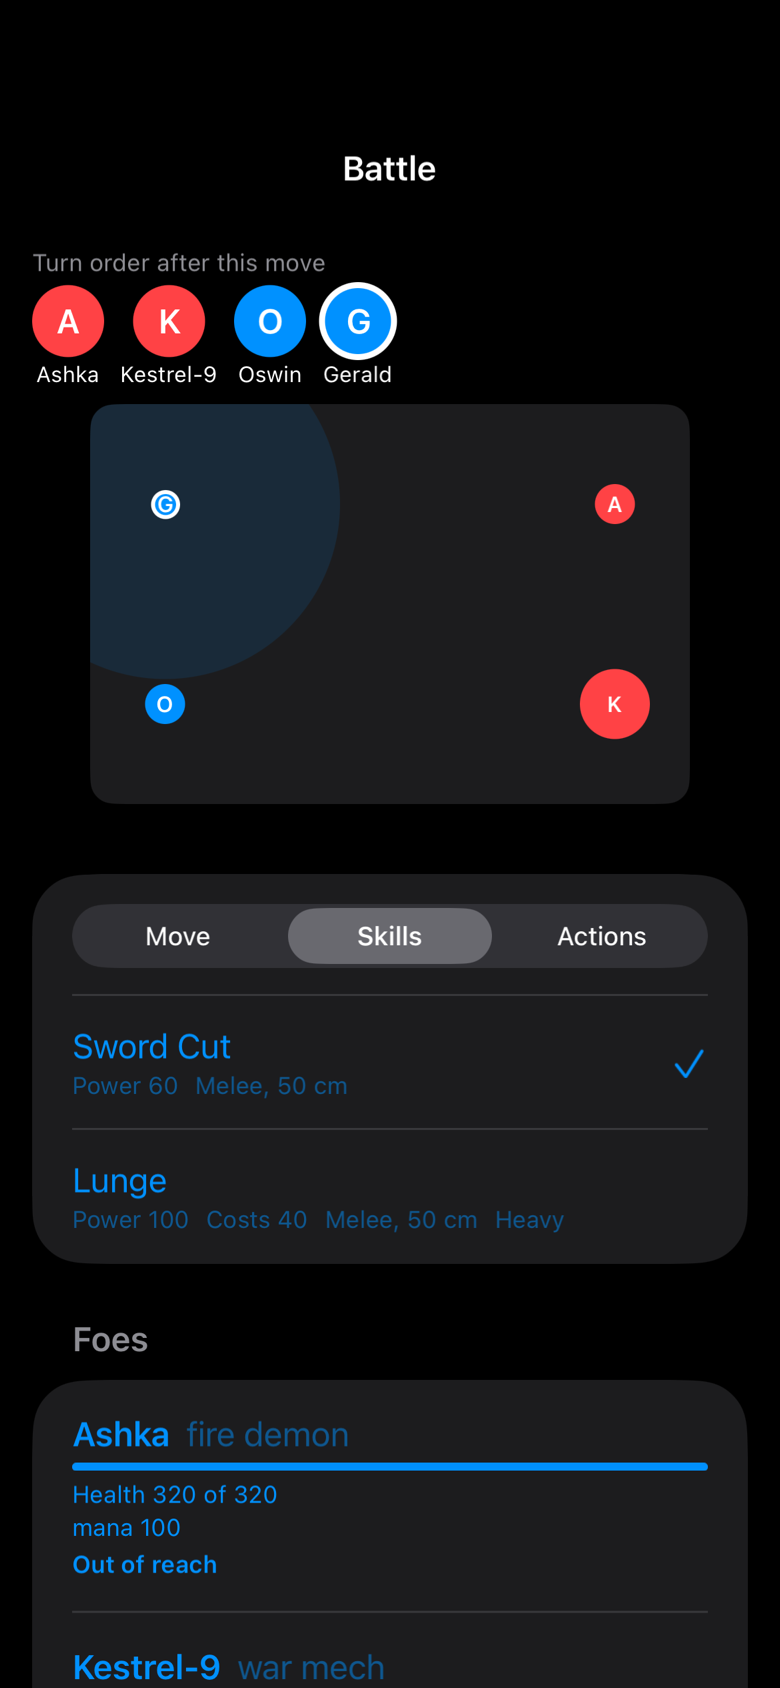 Battle
Turn order after this move
A K O G
Ashka Kestrel-9 Oswin Gerald
G
A
O
K
Move Skills Actions
Sword Cut
Power 60 Melee, 50 cm
Lunge
Power 100 Costs 40 Melee, 50 cm Heavy
Foes
Ashka fire demon
Health 320 of 320
mana 100
Out of reach
Kestrel-9 war mech